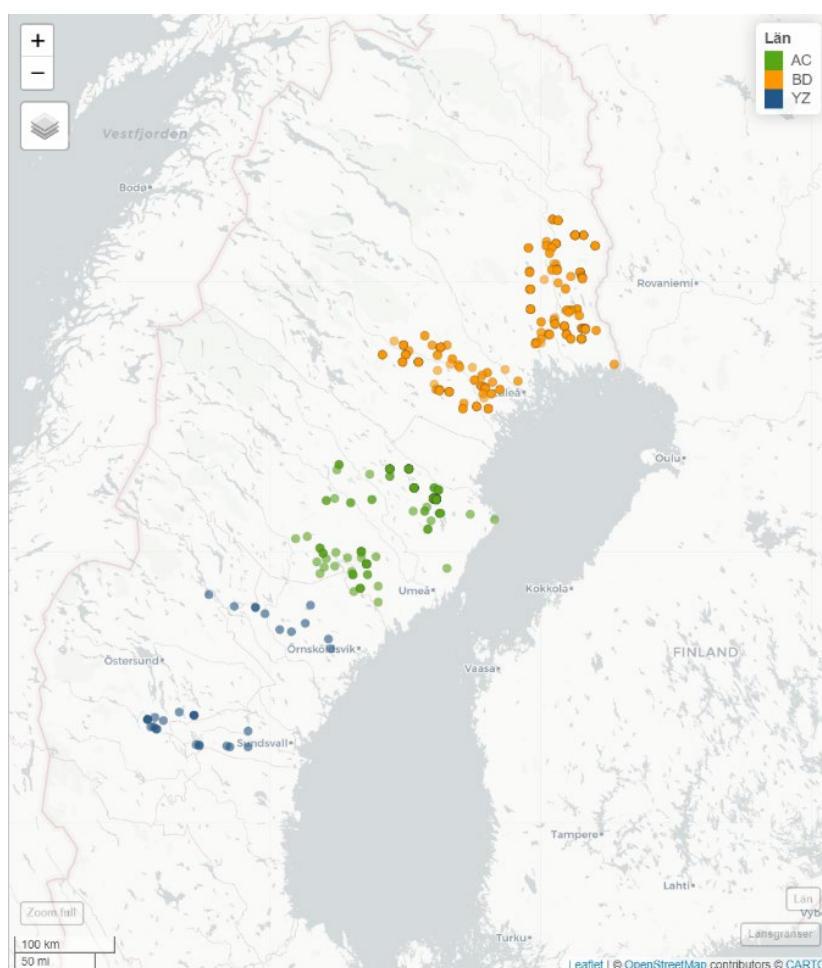 +
−
Län
AC
BD
YZ
Vestfjorden
Bodø
Rovaniemi
Oulu
Umeå
Kokkola
Örnsköldsvik
Vaasa
FINLAND
Östersund
Sundsvall
Tampere
Lahti
Zoom full
Län
Länsgränser
100 km
50 mi
Turku
Leaflet | © OpenStreetMap contributors © CARTO